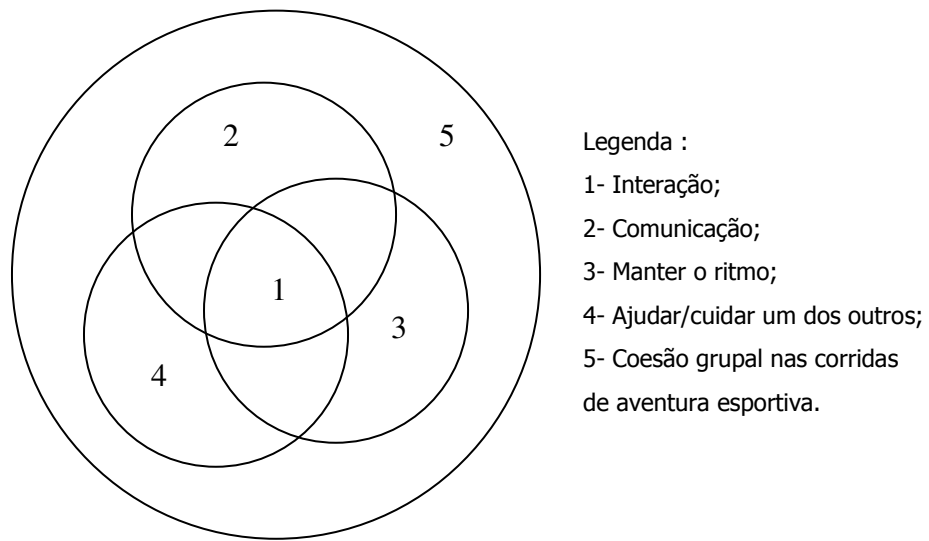 2
5
1
3
4
Legenda :
1- Interação;
2- Comunicação;
3- Manter o ritmo;
4- Ajudar/cuidar um dos outros;
5- Coesão grupal nas corridas
de aventura esportiva.